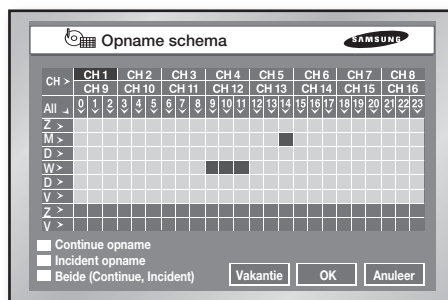 Opname schema
SAMSUNG
CH > CH 1 CH 2 CH 3 CH 4 CH 5 CH 6 CH 7 CH 8
CH 9 CH 10 CH 11 CH 12 CH 13 CH 14 CH 15 CH 16
All 0 1 2 3 4 5 6 7 8 9 10 11 12 13 14 15 16 17 18 19 20 21 22 23
Z >
M >
D >
W >
D >
V >
Z >
V >
Continue opname
Incident opname
Beide (Continue, Incident)
Vakantie OK Anuleer